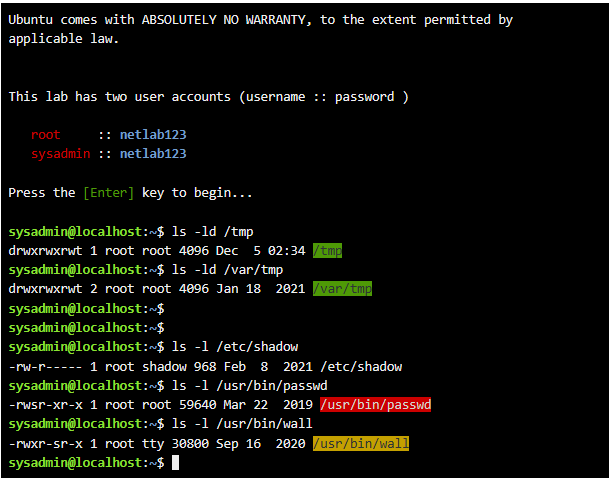 Ubuntu comes with ABSOLUTELY NO WARRANTY, to the extent permitted by
applicable law.
This lab has two user accounts (username :: password )
root     :: netlab123
sysadmin :: netlab123
Press the [Enter] key to begin...
sysadmin@localhost:~$ ls -ld /tmp
drwxrwxrwt 1 root root 4096 Dec  5 02:34 /tmp
sysadmin@localhost:~$ ls -ld /var/tmp
drwxrwxrwt 2 root root 4096 Jan 18  2021 /var/tmp
sysadmin@localhost:~$
sysadmin@localhost:~$
sysadmin@localhost:~$ ls -l /etc/shadow
-rw-r----- 1 root shadow 968 Feb  8  2021 /etc/shadow
sysadmin@localhost:~$ ls -l /usr/bin/passwd
-rwsr-xr-x 1 root root 59640 Mar 22  2019 /usr/bin/passwd
sysadmin@localhost:~$ ls -l /usr/bin/wall
-rwxr-sr-x 1 root tty 30800 Sep 16  2020 /usr/bin/wall
sysadmin@localhost:~$